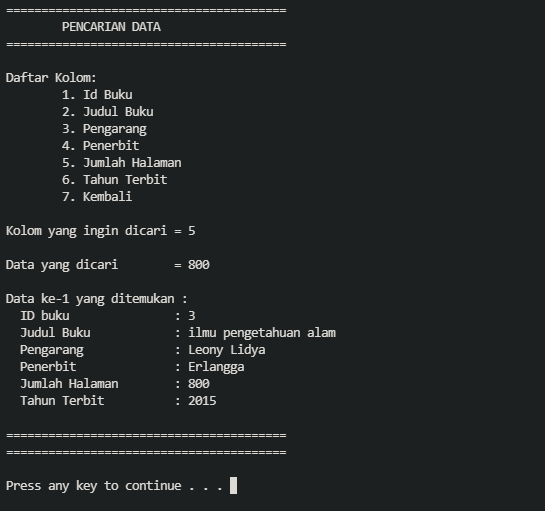 ========================================
PENCARIAN DATA
========================================
Daftar Kolom:
1. Id Buku
2. Judul Buku
3. Pengarang
4. Penerbit
5. Jumlah Halaman
6. Tahun Terbit
7. Kembali
Kolom yang ingin dicari = 5
Data yang dicari = 800
Data ke-1 yang ditemukan :
ID buku : 3
Judul Buku : ilmu pengetahuan alam
Pengarang : Leony Lidya
Penerbit : Erlangga
Jumlah Halaman : 800
Tahun Terbit : 2015
========================================
========================================
Press any key to continue . . .